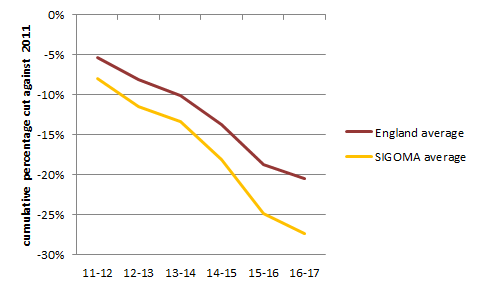 cumulative percentage cut against 2011
0%
-5%
-10%
-15%
-20%
-25%
-30%
11-12 12-13 13-14 14-15 15-16 16-17
England average
SIGOMA average